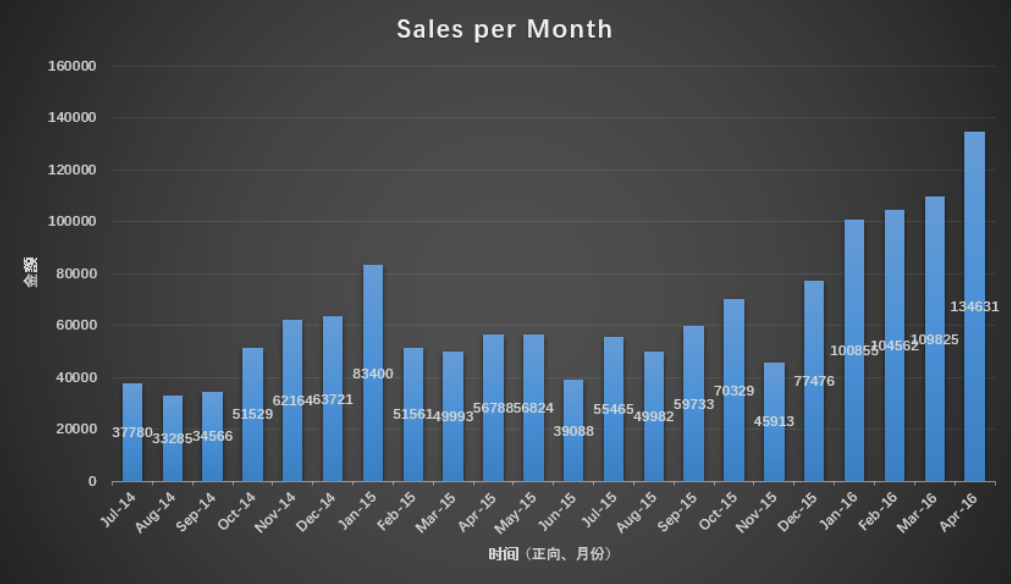 Sales per Month
160000
140000
120000
100000
80000
60000
40000
20000
0
金额
37780
33285
34566
51529
62164
63721
83400
51561
49993
56788
56824
39088
55465
49982
59733
70329
45913
77476
100855
104562
109825
134631
Jul-14
Aug-14
Sep-14
Oct-14
Nov-14
Dec-14
Jan-15
Feb-15
Mar-15
Apr-15
May-15
Jun-15
Jul-15
Aug-15
Sep-15
Oct-15
Nov-15
Dec-15
Jan-16
Feb-16
Mar-16
Apr-16
时间（正向、月份）